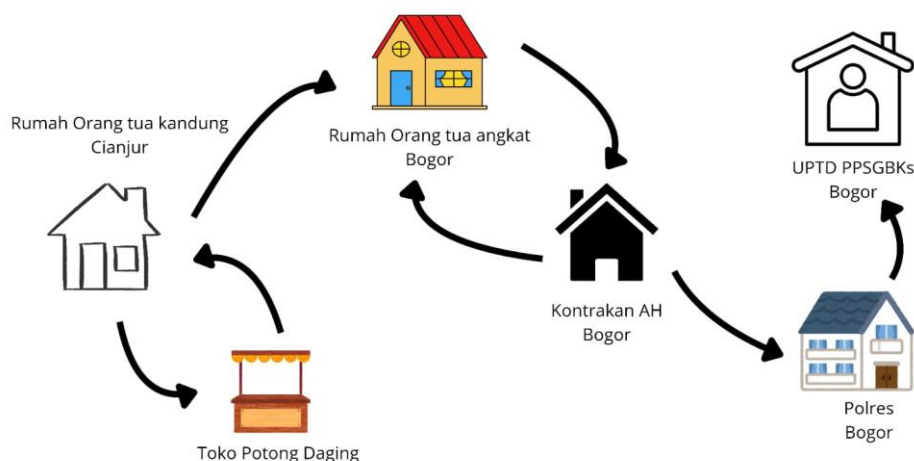 Rumah Orang tua kandung
Cianjur
Rumah Orang tua angkat
Bogor
UPTD PPSGBKs
Bogor
Kontrakan AH
Bogor
Toko Potong Daging
Polres
Bogor